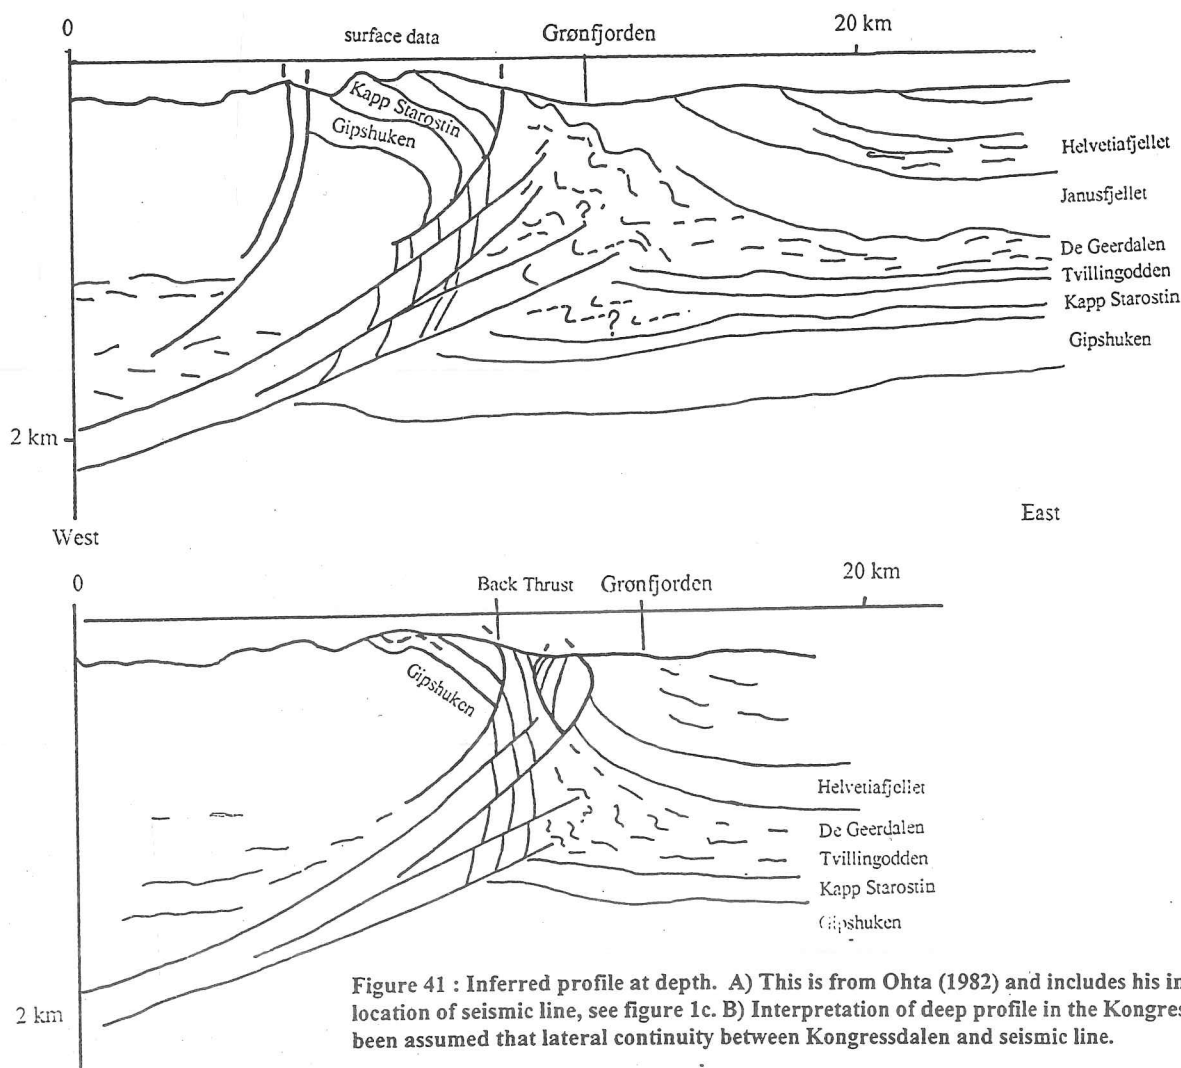 0
surface data
Grønfjorden
20 km
Kapp Starostin
Gipshuken
Helvetiafjellet
Janusfjellet
De Geerdalen
Tvillingodden
Kapp Starostin
Gipshuken
?
?
2 km
West
East
0
Back Thrust
Grønfjorden
20 km
Gipshuken
?
Helvetiafjellet
De Geerdalen
Tvillingodden
Kapp Starostin
Gipshuken
2 km
Figure 41 : Inferred profile at depth. A) This is from Ohta (1982) and includes his in
location of seismic line, see figure 1c. B) Interpretation of deep profile in the Kongres
been assumed that lateral continuity between Kongressdalen and seismic line.